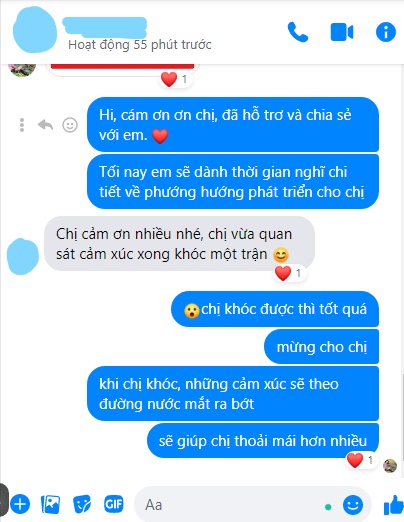 Hoạt động 55 phút trước
1
Hi, cám ơn ơn chị, đã hỗ trơ và chia sẻ
với em. ❤️
Tối nay em sẽ dành thời gian nghĩ chi
tiết về phướng hướng phát triển cho chị
Chị cảm ơn nhiều nhé, chị vừa quan
sát cảm xúc xong khóc một trận 😊
1
😮chị khóc được thì tốt quá
mừng cho chị
khi chị khóc, những cảm xúc sẽ theo
đường nước mắt ra bớt
sẽ giúp chị thoải mái hơn nhiều
1
GIF
Aa